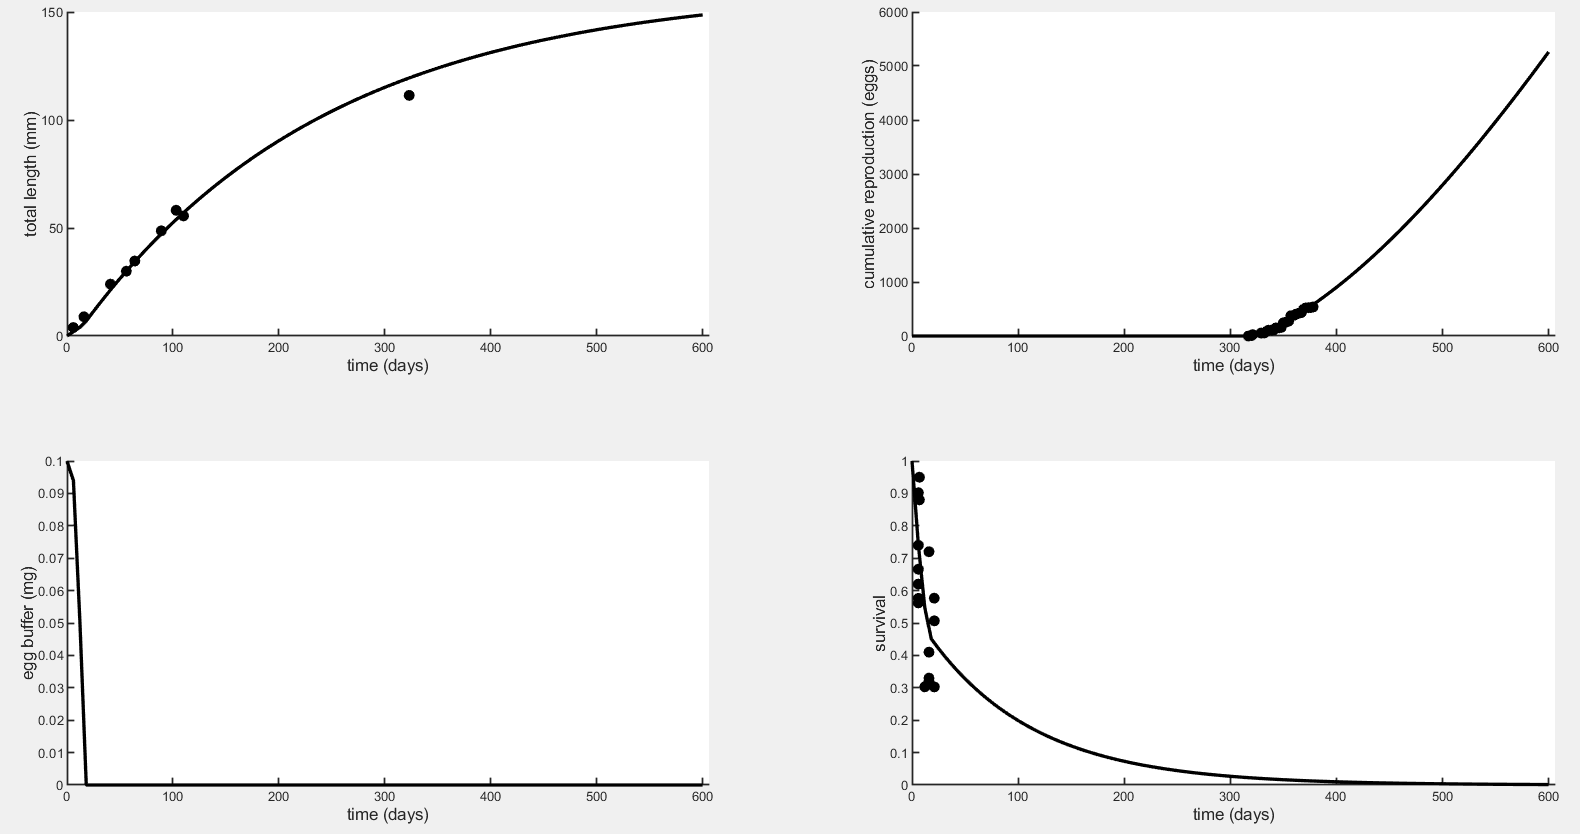 150
100
50
0
total length (mm)
0 100 200 300 400 500 600
time (days)
6000
5000
4000
3000
2000
1000
0
cumulative reproduction (eggs)
0 100 200 300 400 500 600
time (days)
0.1
0.09
0.08
0.07
0.06
0.05
0.04
0.03
0.02
0.01
0
egg buffer (mg)
0 100 200 300 400 500 600
time (days)
1
0.9
0.8
0.7
0.6
0.5
0.4
0.3
0.2
0.1
0
survival
0 100 200 300 400 500 600
time (days)